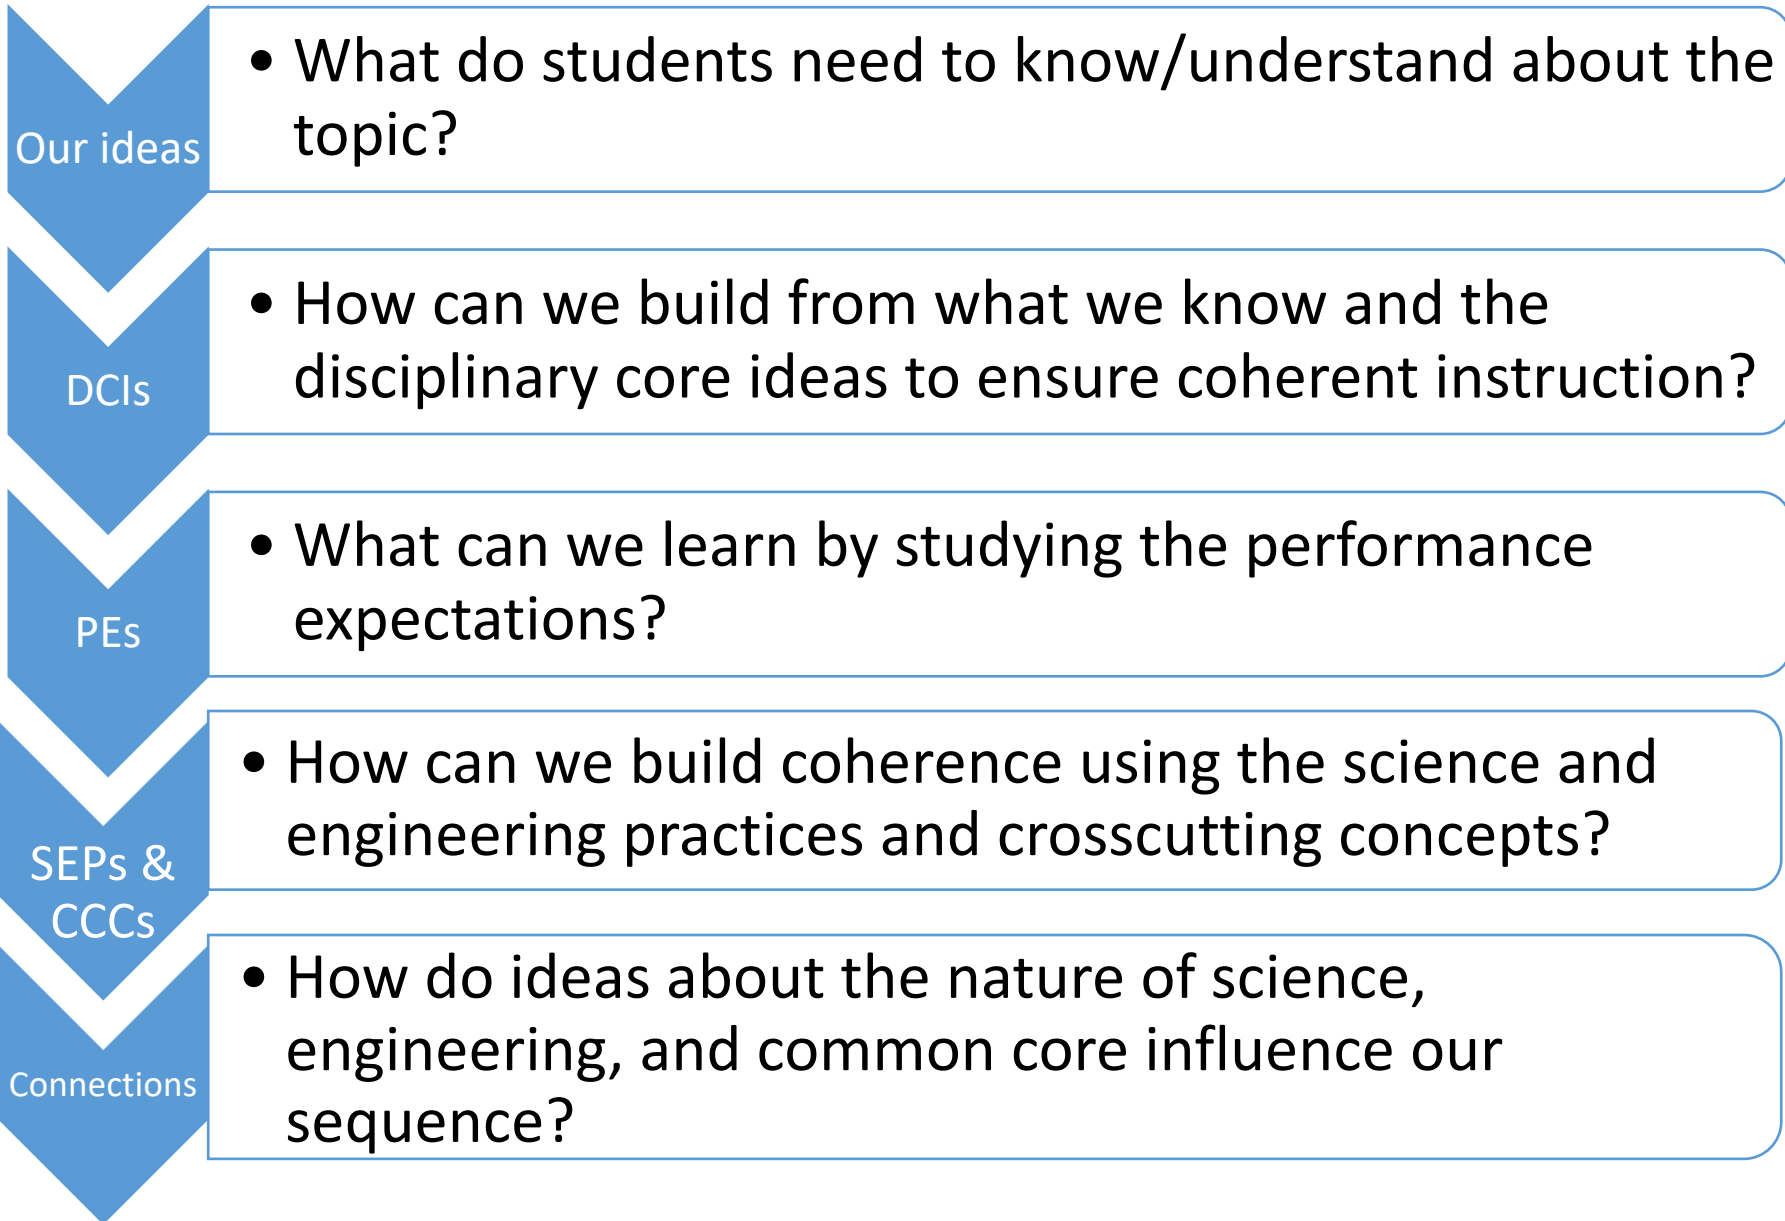 Our ideas
• What do students need to know/understand about the
topic?
DCIs
• How can we build from what we know and the
disciplinary core ideas to ensure coherent instruction?
PEs
• What can we learn by studying the performance
expectations?
SEPs &
CCCs
• How can we build coherence using the science and
engineering practices and crosscutting concepts?
Connections
• How do ideas about the nature of science,
engineering, and common core influence our
sequence?